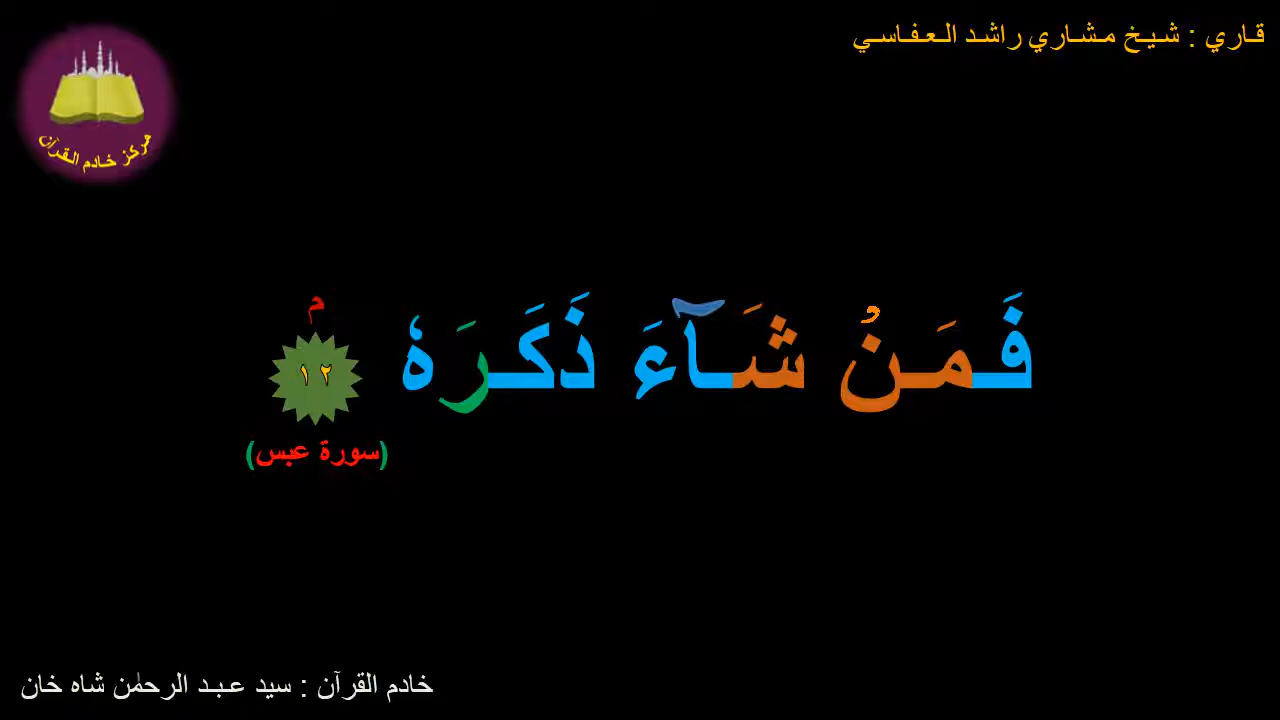 قاري : شيخ مشاري راشد العفاسي
مركز خادم القرآن
م
فَمَنۡ شَآءَ ذَكَرَهٗ ١٢
(سورة عبس)
خادم القرآن : سيد عبد الرحمٰن شاه خان